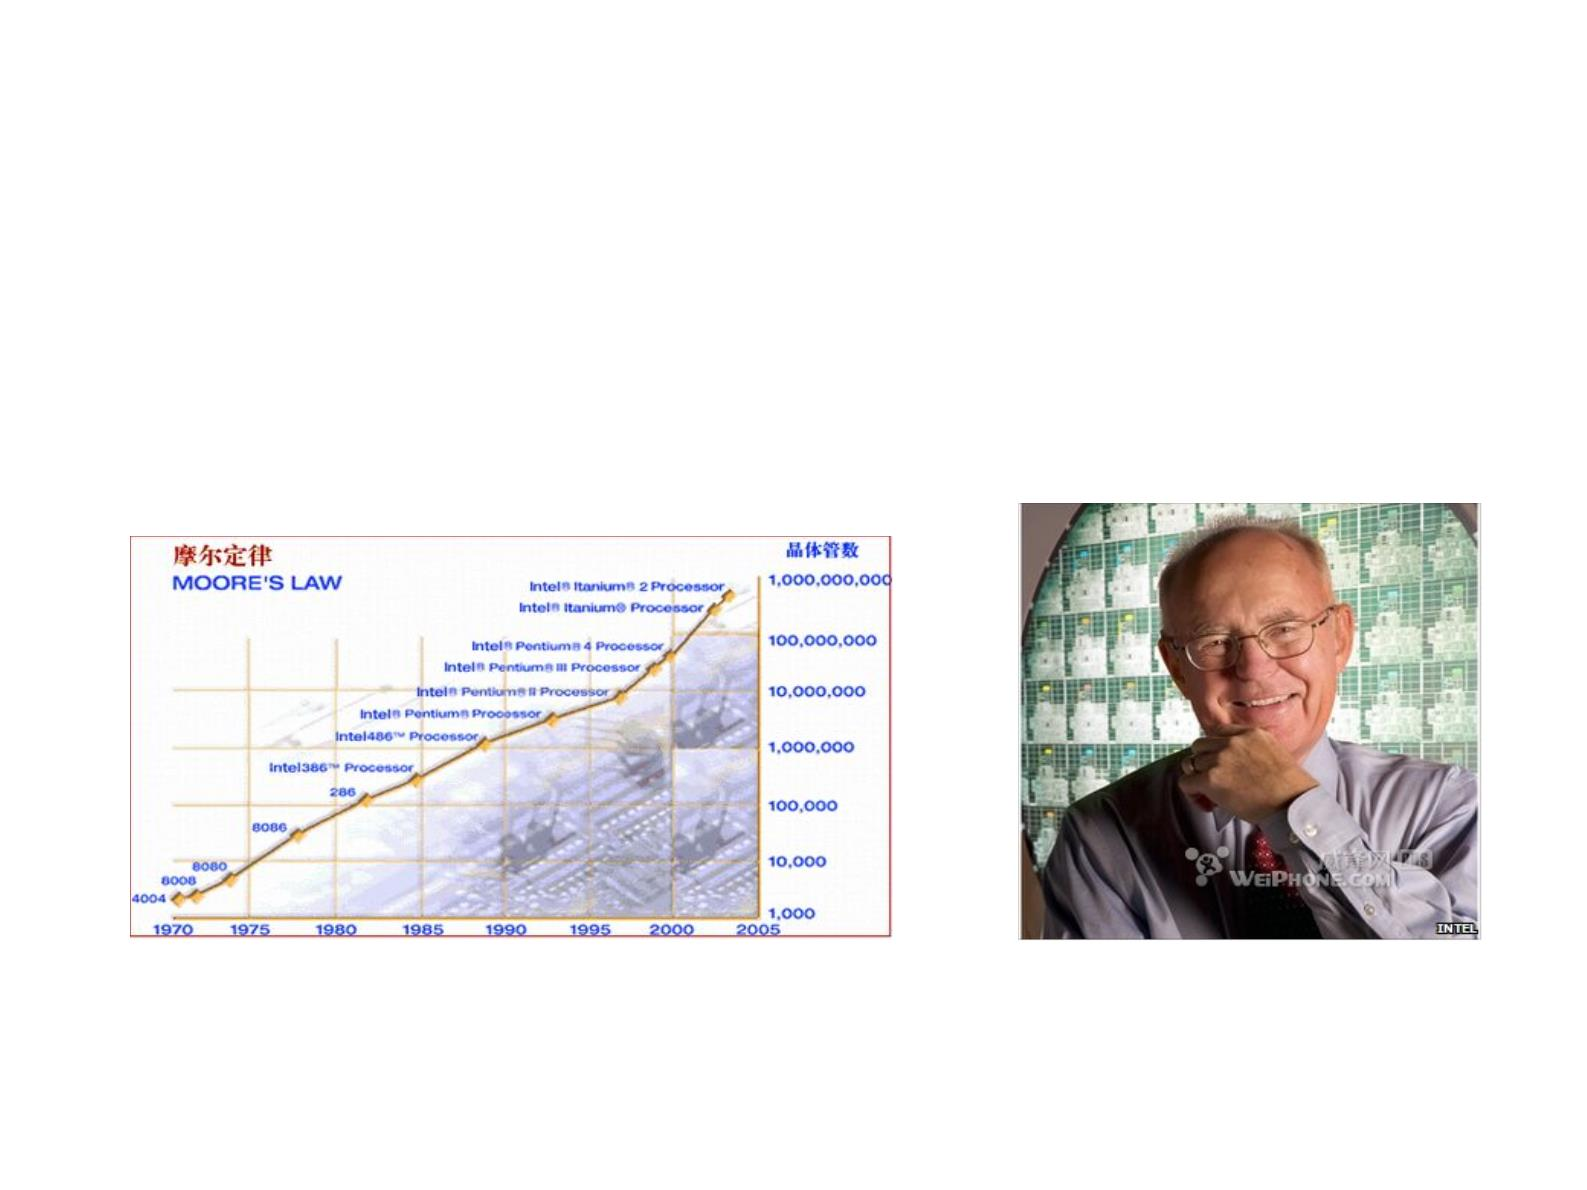 摩尔定律
MOORE'S LAW
晶体管数
1,000,000,000
Intel® Itanium® 2 Processor
Intel® Itanium® Processor
100,000,000
Intel® Pentium® 4 Processor
Intel® Pentium® III Processor
Intel® Pentium® II Processor
10,000,000
Intel® Pentium® Processor
Intel486™ Processor
1,000,000
Intel386™ Processor
286
100,000
8086
8080
10,000
8008
4004
1,000
1970 1975 1980 1985 1990 1995 2000 2005
WEIPHONE.COM
INTEL